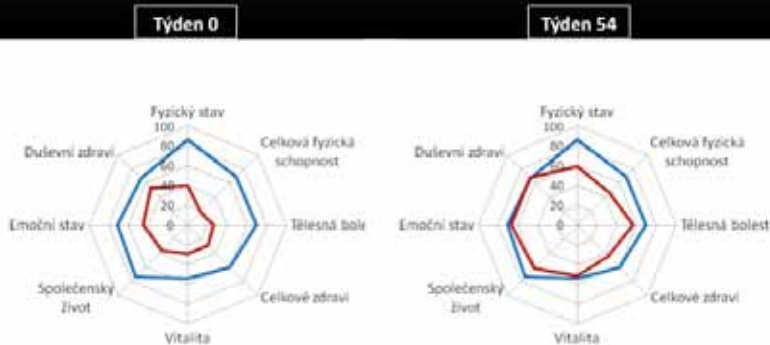 Týden 0
Týden 54
Fyzický stav
100
80
60
40
20
0
Celková fyzická
schopnost
Tělesná bole
Celkové zdraví
Vitalita
Společenský
život
Emoční stav
Duševní zdraví
Fyzický stav
100
80
60
40
20
0
Celková fyzická
schopnost
Tělesná bolest
Celkové zdraví
Vitalita
Společenský
život
Emoční stav
Duševní zdraví